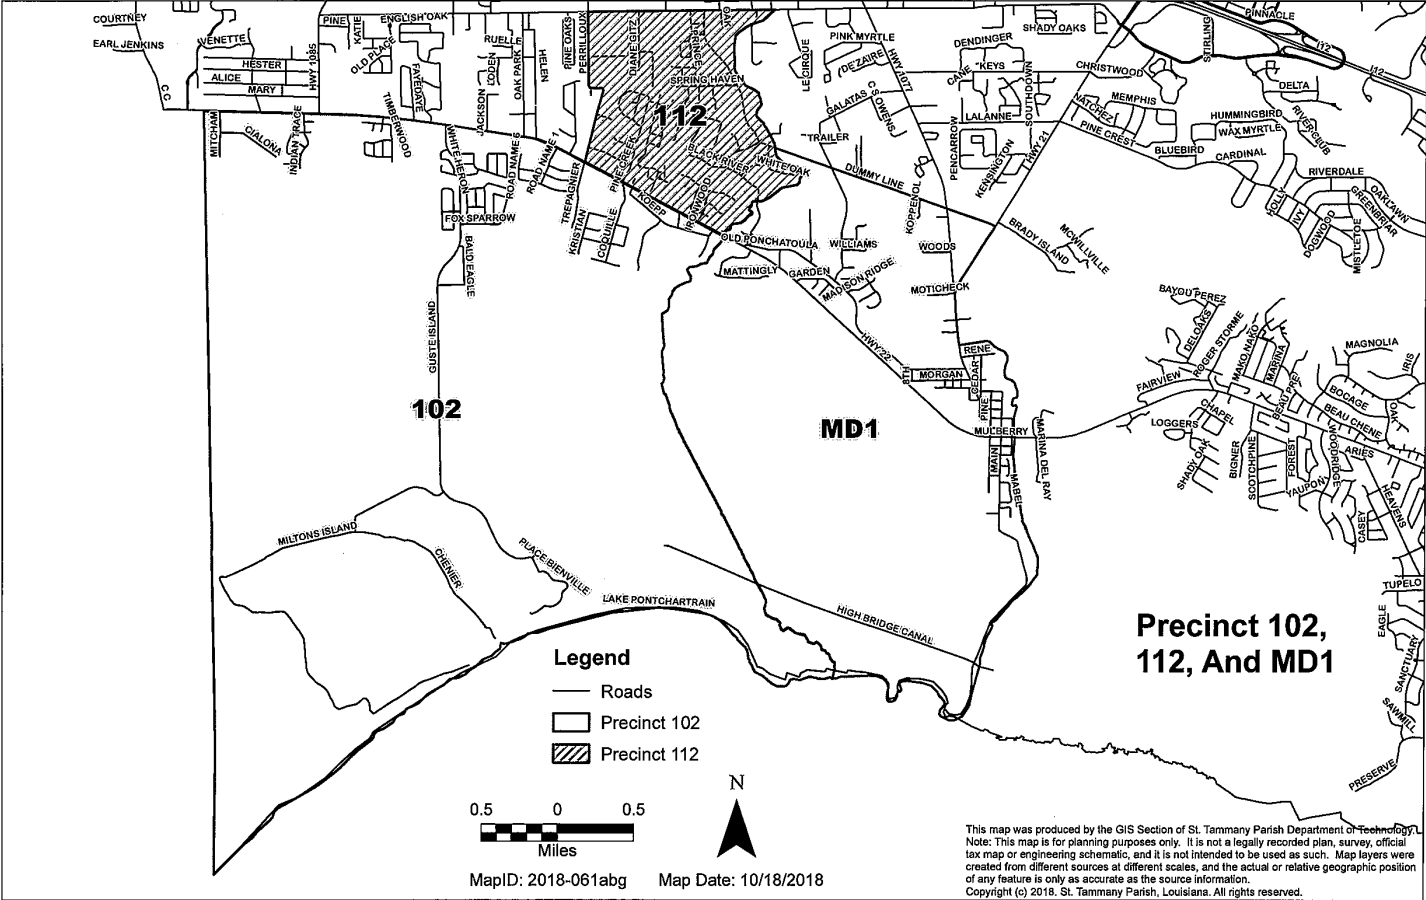 COURTNEY
EARL JENKINS
VENETTE
HESTER
ALICE
MARY
HWY 1085
C.C
MITCHAM
CIALONA
INDIAN TRACE
PINE
KATIE
ENGLISH OAK
OLD PLACE
FAYEDAYE
TIMBERWOOD
RUELLE
LODEN
JACKSON
OAK PARK
HELEN
PINE OAKS
PERRILLOUX
DIANE GITZ
SPRING HAVEN
OAK
112
WHITE HERON
ROAD NAME 6
ROAD NAME 1
TREPAGNIER
PINE CREEK
BLACK RIVER
WHITE OAK
IRONWOOD
KOEPP
KRISTIAN
COQUILLE
FOX SPARROW
BALD EAGLE
GUSTE ISLAND
LE CIRQUE
PINK MYRTLE
DEZAIRE
HWY 1077
GALATAS
C S OWENS
TRAILER
DUMMY LINE
KOPPENOL
WOODS
MOTICHECK
OLD PONCHATOULA
WILLIAMS
MATTINGLY
GARDEN
MADISON RIDGE
HWY 22
DENDINGER
SHADY OAKS
CANE
KEYS
SOUTHDOWN
LALANNE
PENCARROW
KENSINGTON
HWY 21
BRADY ISLAND
MCWILLVILLE
CHRISTWOOD
NATCHEZ
MEMPHIS
PINE CREST
BLUEBIRD
CARDINAL
HUMMINGBIRD
WAX MYRTLE
RIVER CLUB
DELTA
STIRLING
PINNACLE
I12
I12
RIVERDALE
OAKLAWN
GREENBRIAR
HOLLY
IVY
DOGWOOD
MISTLETOE
BAYOU PEREZ
DELOAKS
ROGER STORME
MAKO NAKO
MARINA
BEAU PRE
FAIRVIEW
MAGNOLIA
IRIS
BOCAGE
OAK
BEAU CHENE
ARIES
CHAPEL
LOGGERS
SHADY OAK
BIGNER
SCOTCHPINE
FOREST
WOODRIDGE
YAUPON
CASEY
HEAVENS
TUPELO
EAGLE
SANCTUARY
SAWMILL
PRESERVE
RENE
8TH
MORGAN
CEDAR
PINE
MULBERRY
MAIN
MABEL
MARINA DEL RAY
102
MD1
MILTONS ISLAND
CHENIER
PLACE BIENVILLE
LAKE PONTCHARTRAIN
HIGH BRIDGE CANAL
Precinct 102,
112, And MD1
Legend
Roads
Precinct 102
Precinct 112
N
0.5 0 0.5
Miles
MapID: 2018-061abg Map Date: 10/18/2018
This map was produced by the GIS Section of St. Tammany Parish Department of Technology.
Note: This map is for planning purposes only. It is not a legally recorded plan, survey, official
tax map or engineering schematic, and it is not intended to be used as such. Map layers were
created from different sources at different scales, and the actual or relative geographic position
of any feature is only as accurate as the source information.
Copyright (c) 2018. St. Tammany Parish, Louisiana. All rights reserved.